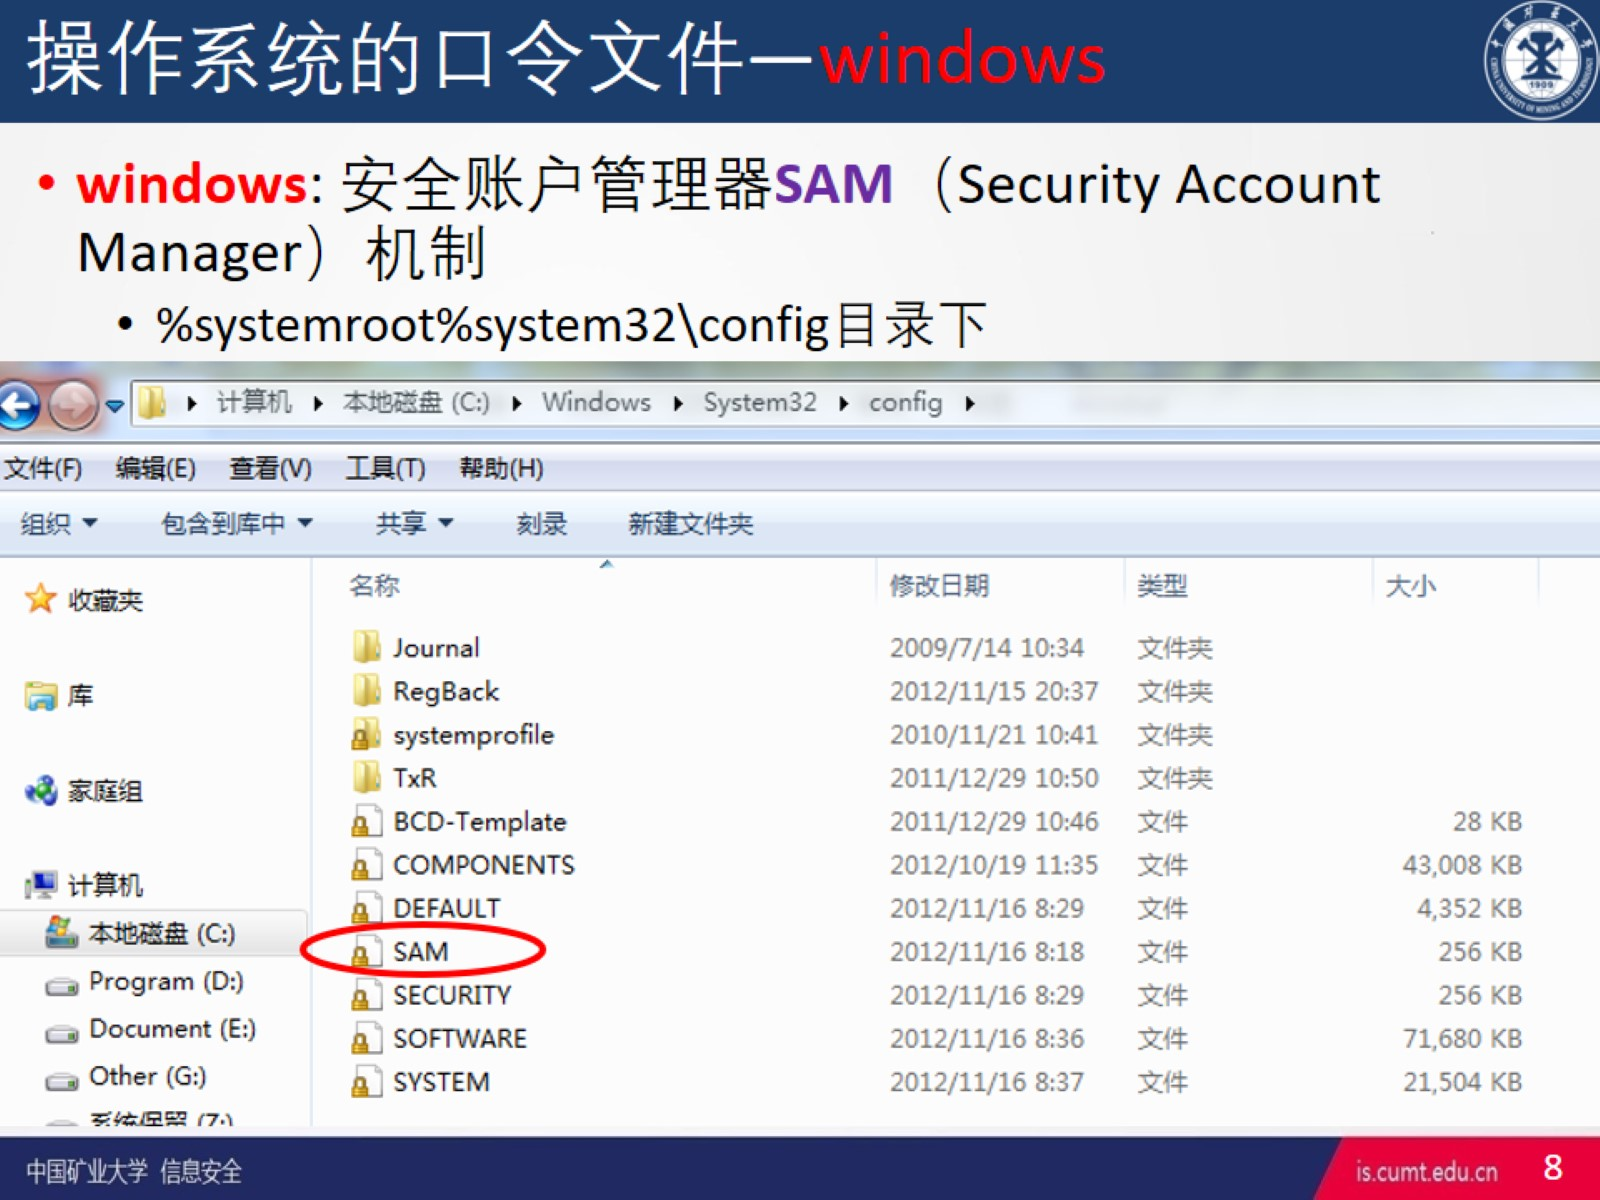 操作系统的口令文件—windows
• windows: 安全账户管理器SAM（Security Account
Manager）机制
• %systemroot%system32\config目录下
计算机 本地磁盘 (C:) Windows System32 config
文件(F) 编辑(E) 查看(V) 工具(T) 帮助(H)
组织 包含到库中 共享 刻录 新建文件夹
名称 修改日期 类型 大小
收藏夹
库
家庭组
计算机
本地磁盘 (C:)
Program (D:)
Document (E:)
Other (G:)
系统保留 (Z:)
Journal 2009/7/14 10:34 文件夹
RegBack 2012/11/15 20:37 文件夹
systemprofile 2010/11/21 10:41 文件夹
TxR 2011/12/29 10:50 文件夹
BCD-Template 2011/12/29 10:46 文件 28 KB
COMPONENTS 2012/10/19 11:35 文件 43,008 KB
DEFAULT 2012/11/16 8:29 文件 4,352 KB
SAM 2012/11/16 8:18 文件 256 KB
SECURITY 2012/11/16 8:29 文件 256 KB
SOFTWARE 2012/11/16 8:36 文件 71,680 KB
SYSTEM 2012/11/16 8:37 文件 21,504 KB
中国矿业大学 信息安全
is.cumt.edu.cn 8
1909
CHINA UNIVERSITY OF MINING AND TECHNOLOGY